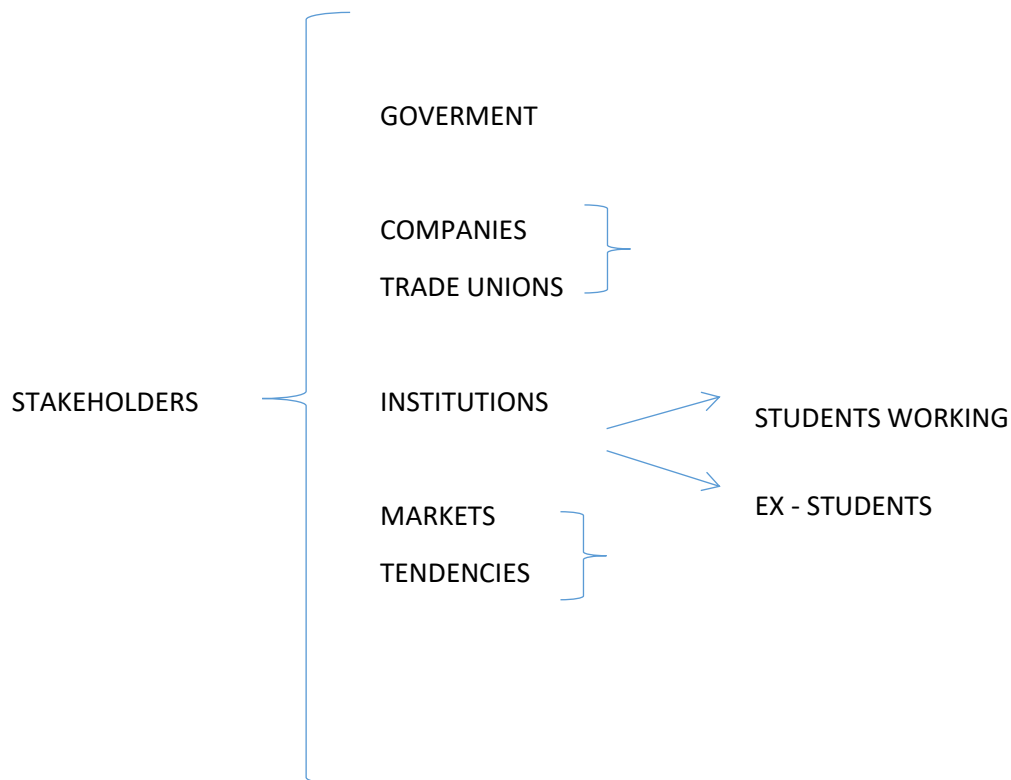 GOVERMENT
COMPANIES
TRADE UNIONS
STAKEHOLDERS
INSTITUTIONS
STUDENTS WORKING
EX - STUDENTS
MARKETS
TENDENCIES